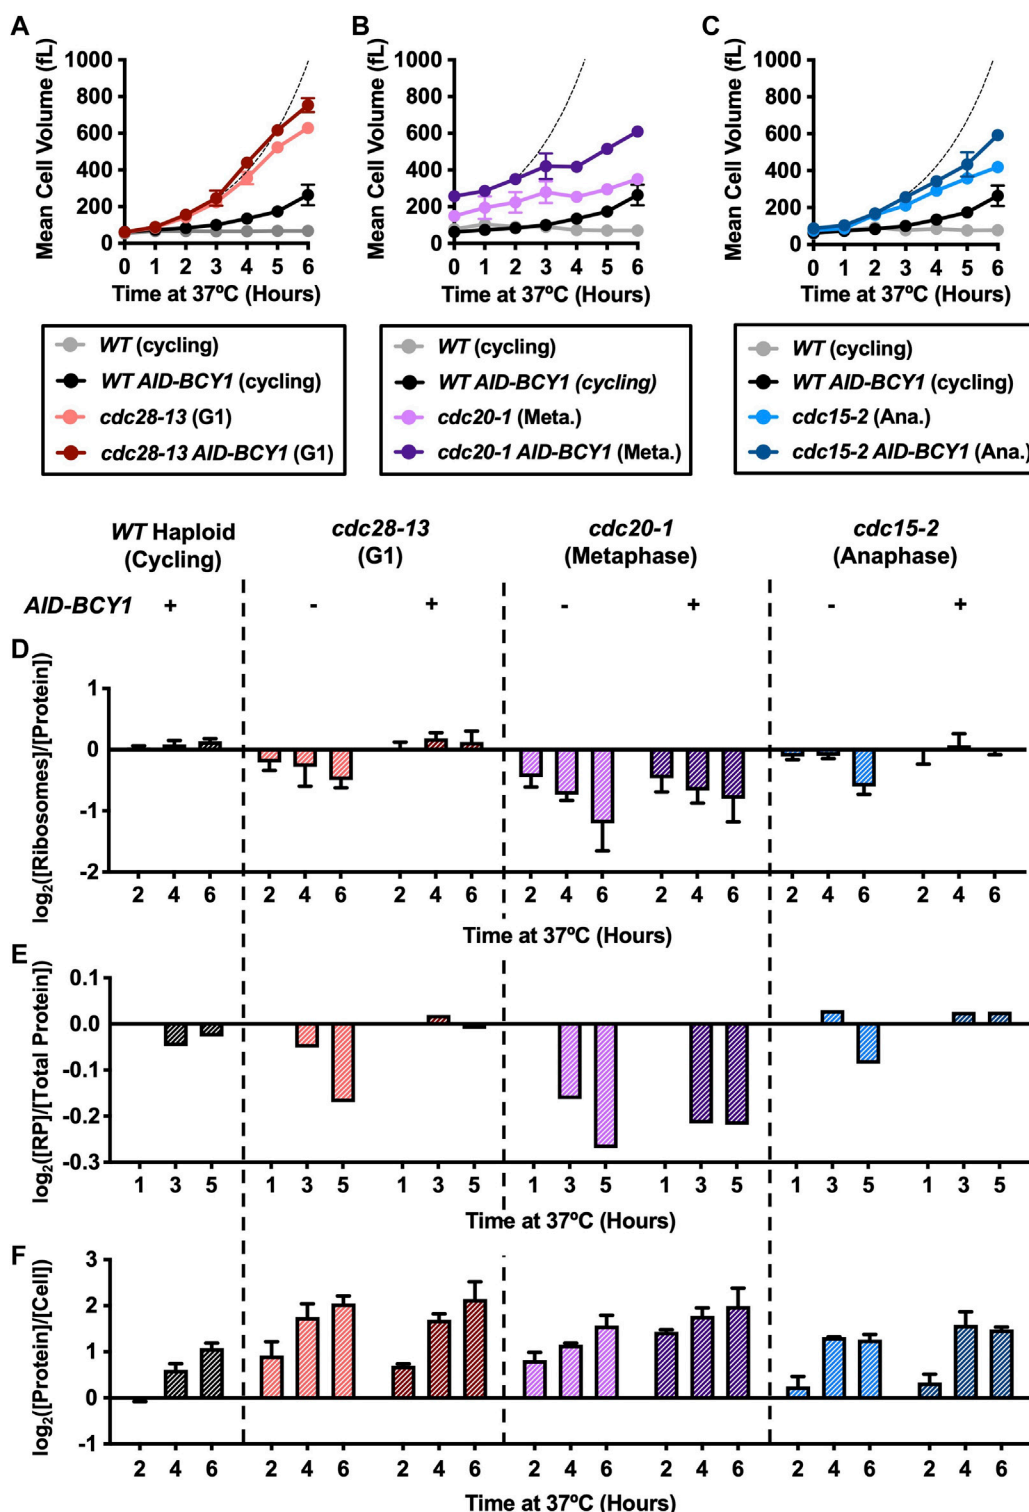 A
B
C
Mean Cell Volume (fL)
1000
800
600
400
200
0
0 1 2 3 4 5 6
Time at 37ºC (Hours)
Mean Cell Volume (fL)
1000
800
600
400
200
0
0 1 2 3 4 5 6
Time at 37ºC (Hours)
Mean Cell Volume (fL)
1000
800
600
400
200
0
0 1 2 3 4 5 6
Time at 37ºC (Hours)
WT (cycling)
WT AID-BCY1 (cycling)
cdc28-13 (G1)
cdc28-13 AID-BCY1 (G1)
WT (cycling)
WT AID-BCY1 (cycling)
cdc20-1 (Meta.)
cdc20-1 AID-BCY1 (Meta.)
WT (cycling)
WT AID-BCY1 (cycling)
cdc15-2 (Ana.)
cdc15-2 AID-BCY1 (Ana.)
WT Haploid
(Cycling)
cdc28-13
(G1)
cdc20-1
(Metaphase)
cdc15-2
(Anaphase)
AID-BCY1 + - + - + - +
D
log₂([Ribosomes]/[Protein])
1
0
-1
-2
2 4 6 2 4 6 2 4 6 2 4 6 2 4 6 2 4 6 2 4 6
Time at 37ºC (Hours)
E
log₂([RP]/[Total Protein])
0.1
0.0
-0.1
-0.2
-0.3
1 3 5 1 3 5 1 3 5 1 3 5 1 3 5 1 3 5 1 3 5
Time at 37ºC (Hours)
F
log₂([Protein]/[Cell])
3
2
1
0
-1
2 4 6 2 4 6 2 4 6 2 4 6 2 4 6 2 4 6 2 4 6
Time at 37ºC (Hours)